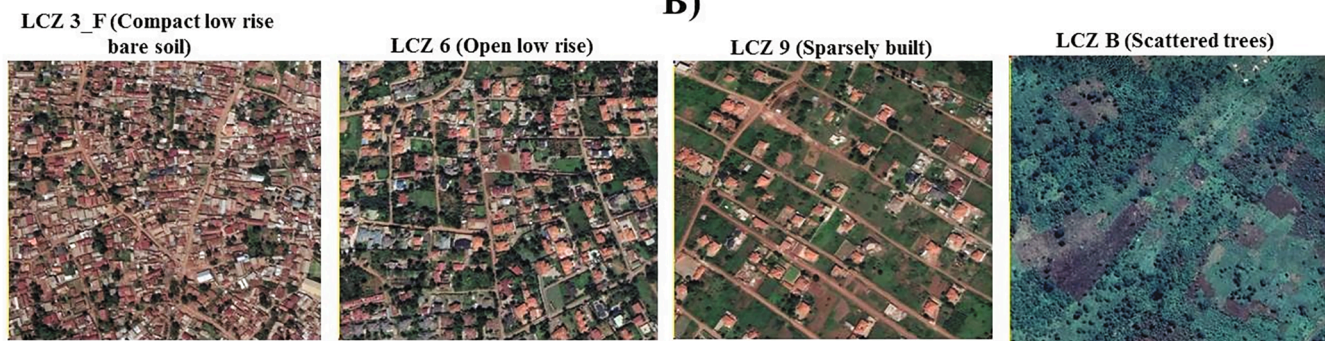 B)
LCZ 3_F (Compact low rise
bare soil)
LCZ 6 (Open low rise)
LCZ 9 (Sparsely built)
LCZ B (Scattered trees)